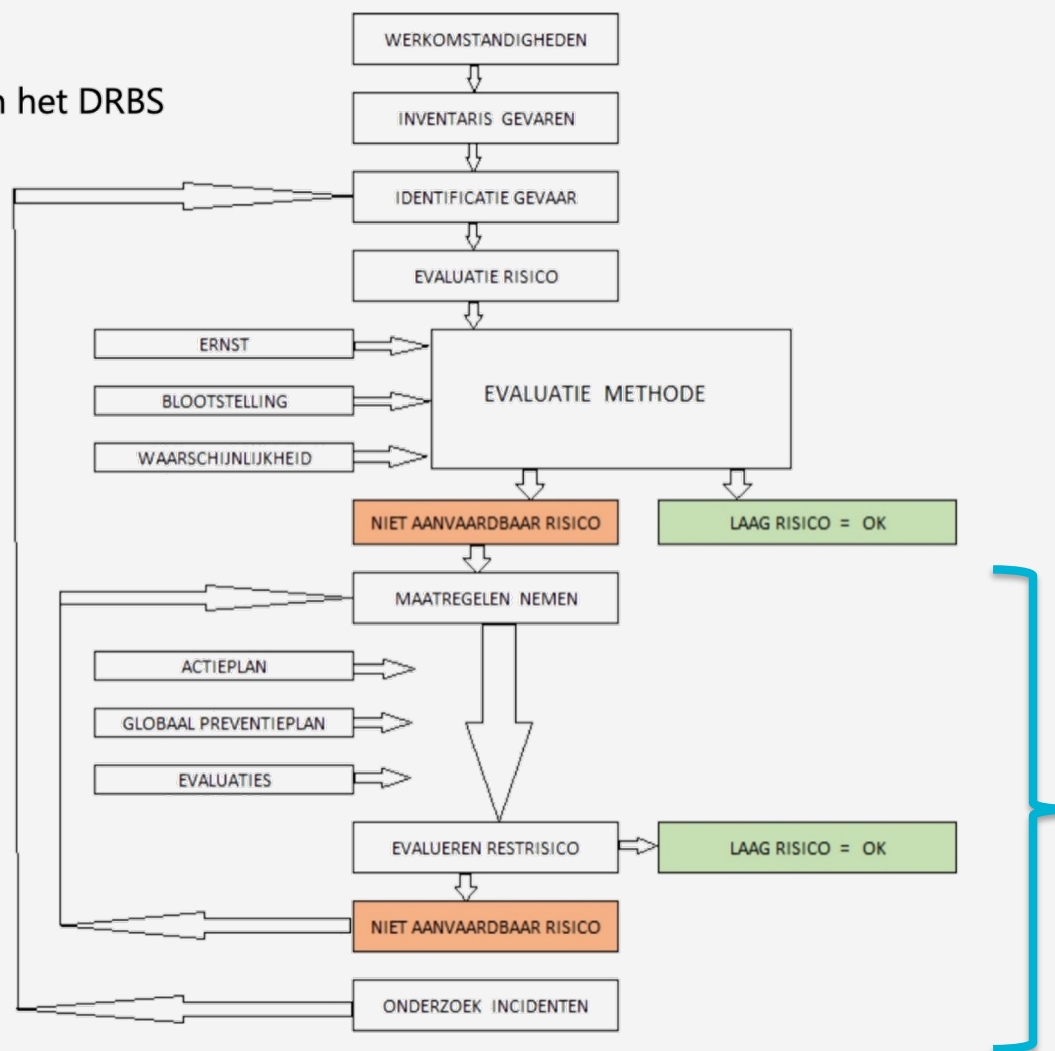 WERKOMSTANDIGHEDEN
n het DRBS
INVENTARIS GEVAREN
IDENTIFICATIE GEVAAR
EVALUATIE RISICO
ERNST
BLOOTSTELLING
WAARSCHIJNLIJKHEID
EVALUATIE METHODE
NIET AANVAARDBAAR RISICO
LAAG RISICO = OK
MAATREGELEN NEMEN
ACTIEPLAN
GLOBAAL PREVENTIEPLAN
EVALUATIES
EVALUEREN RESTRISICO
LAAG RISICO = OK
NIET AANVAARDBAAR RISICO
ONDERZOEK INCIDENTEN